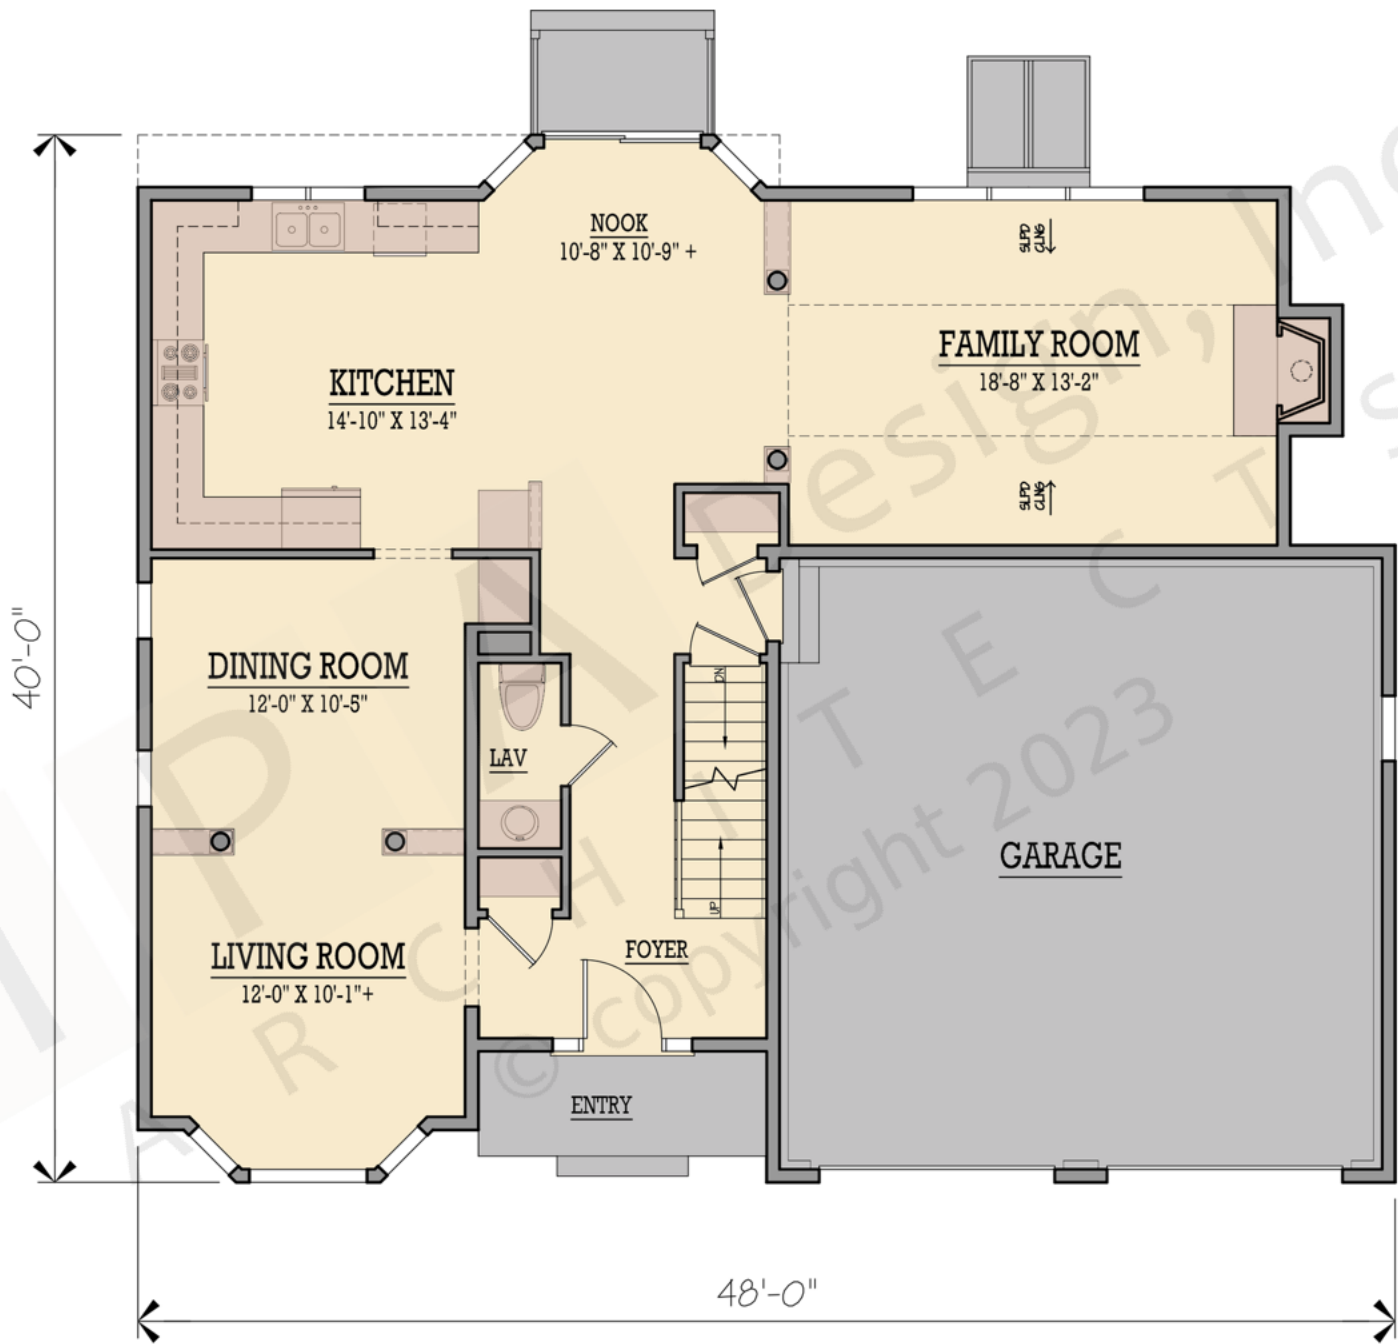 NOOK
10'-8" X 10'-9" +
SLPD
CLNG
FAMILY ROOM
18'-8" X 13'-2"
KITCHEN
14'-10" X 13'-4"
SLPD
CLNG
40'-0"
DINING ROOM
12'-0" X 10'-5"
DN
LAV
GARAGE
UP
FOYER
LIVING ROOM
12'-0" X 10'-1"+
ENTRY
48'-0"
IPA Design, Inc
ARCHITECTS
© copyright 2023